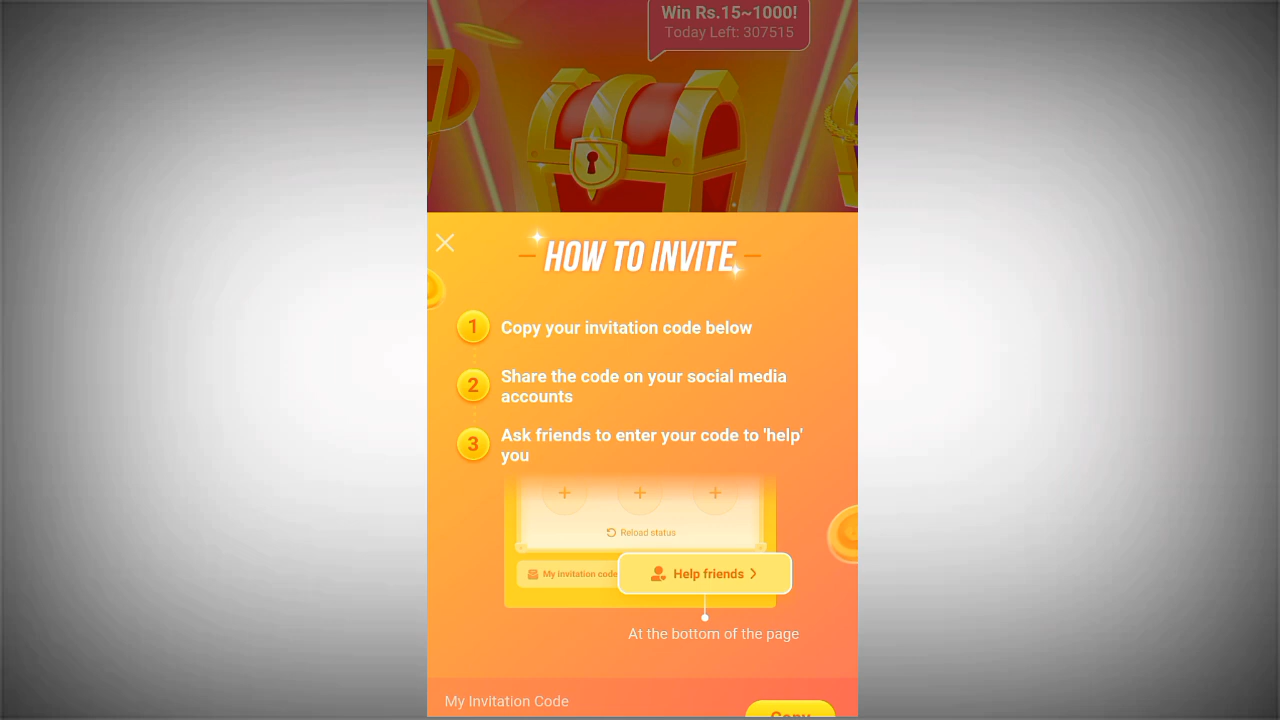 Win Rs.15~1000!
Today Left: 307515
HOW TO INVITE
1 Copy your invitation code below
2 Share the code on your social media
accounts
3 Ask friends to enter your code to 'help'
you
Reload status
My invitation code
Help friends
At the bottom of the page
My Invitation Code
Copy